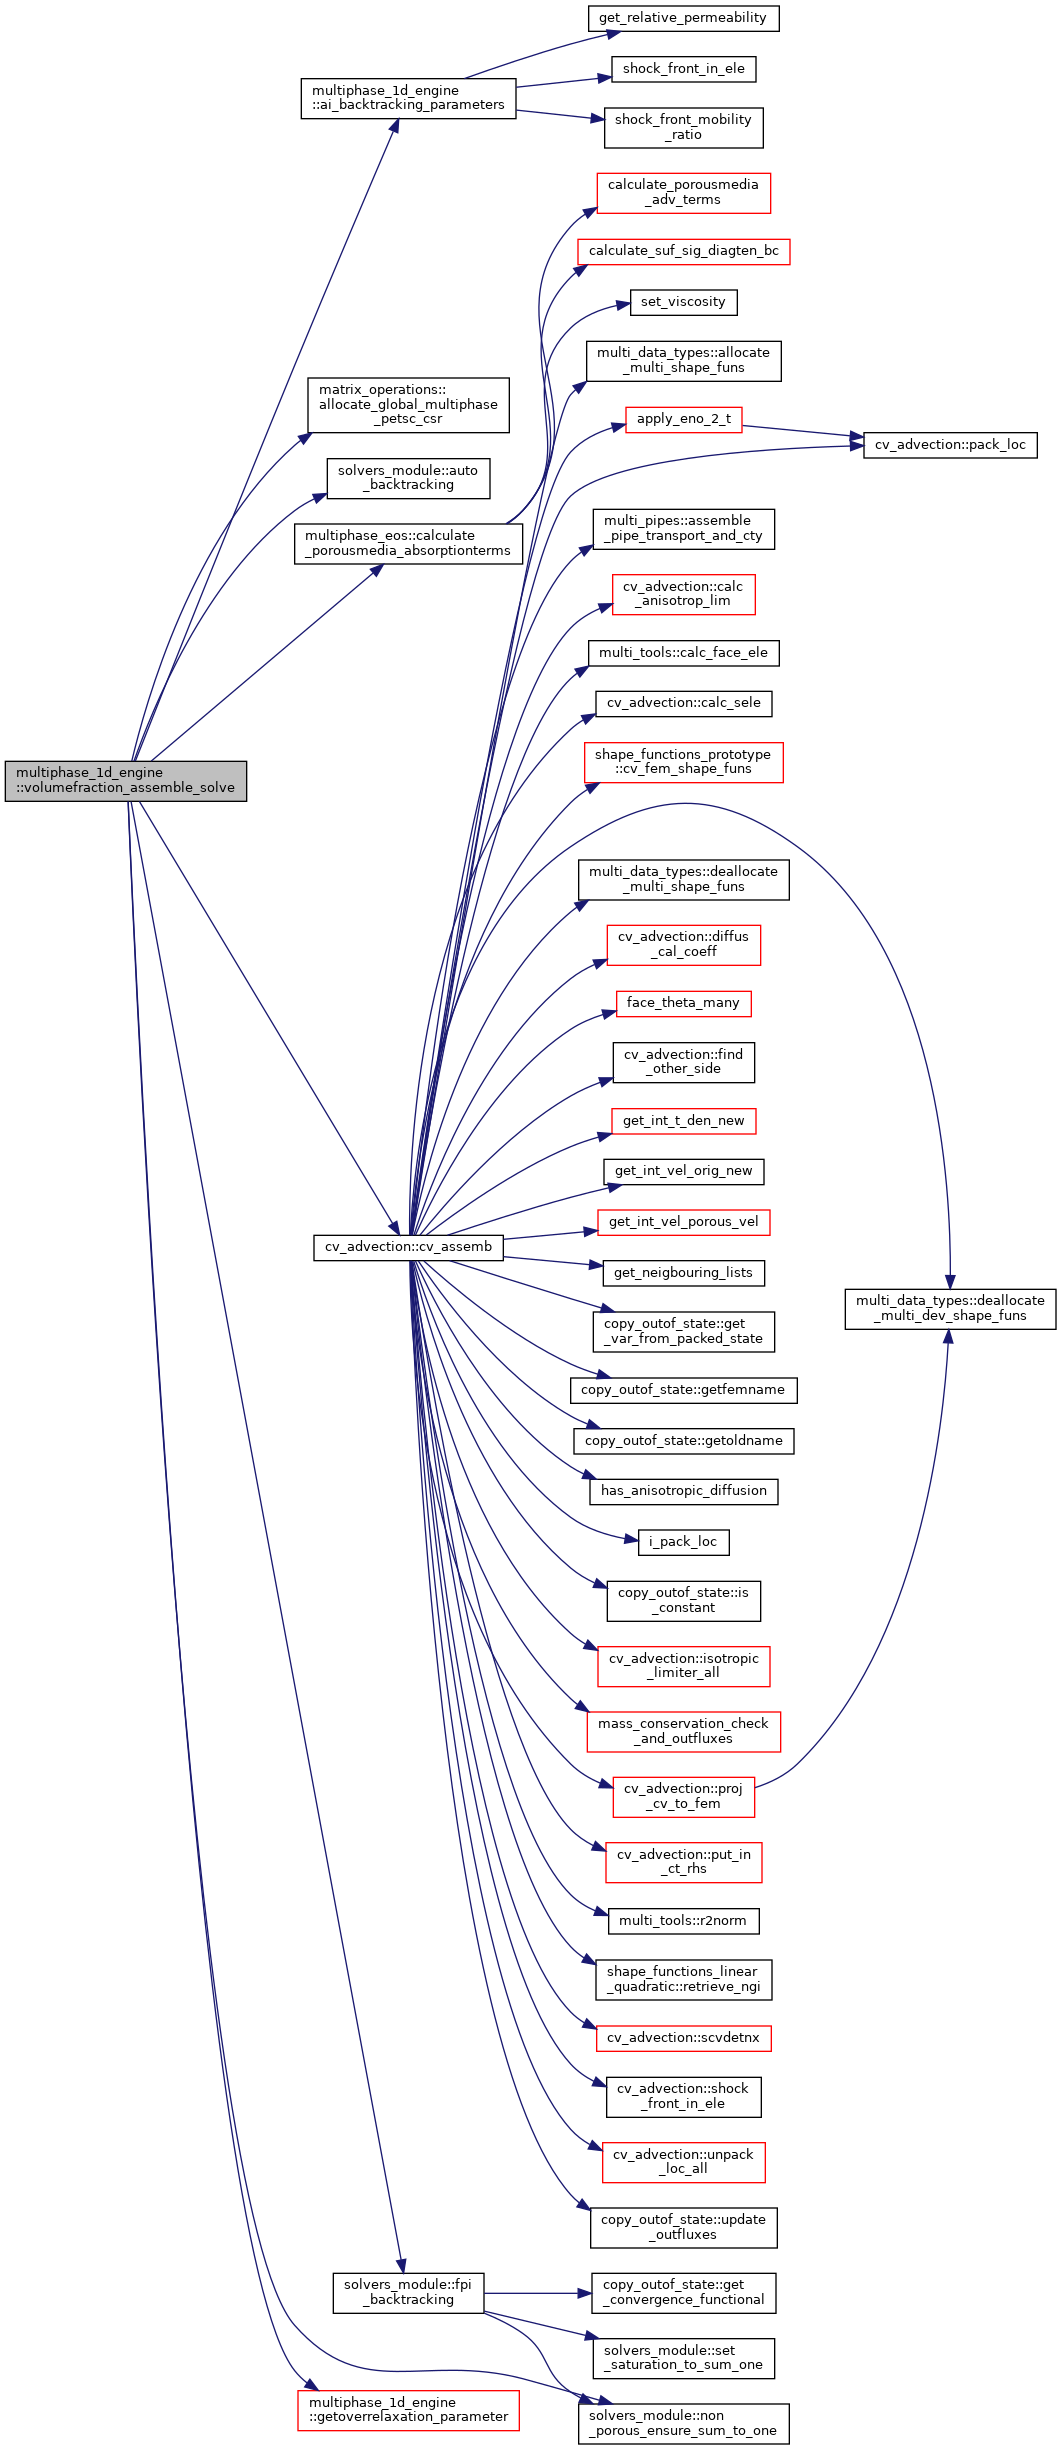 get_relative_permeability
shock_front_in_ele
multiphase_1d_engine
::ai_backtracking_parameters
shock_front_mobility
_ratio
calculate_porousmedia
_adv_terms
calculate_suf_sig_diagten_bc
set_viscosity
multi_data_types::allocate
_multi_shape_funs
matrix_operations::
allocate_global_multiphase
_petsc_csr
apply_eno_2_t
cv_advection::pack_loc
solvers_module::auto
_backtracking
multi_pipes::assemble
_pipe_transport_and_cty
multiphase_eos::calculate
_porousmedia_absorptionterms
cv_advection::calc
_anisotrop_lim
multi_tools::calc_face_ele
cv_advection::calc_sele
shape_functions_prototype
::cv_fem_shape_funs
multiphase_1d_engine
::volumefraction_assemble_solve
multi_data_types::deallocate
_multi_shape_funs
cv_advection::diffus
_cal_coeff
face_theta_many
cv_advection::find
_other_side
get_int_t_den_new
get_int_vel_orig_new
get_int_vel_porous_vel
cv_advection::cv_assemb
get_neigbouring_lists
multi_data_types::deallocate
_multi_dev_shape_funs
copy_outof_state::get
_var_from_packed_state
copy_outof_state::getfemname
copy_outof_state::getoldname
has_anisotropic_diffusion
i_pack_loc
copy_outof_state::is
_constant
cv_advection::isotropic
_limiter_all
mass_conservation_check
_and_outfluxes
cv_advection::proj
_cv_to_fem
cv_advection::put_in
_ct_rhs
multi_tools::r2norm
shape_functions_linear
_quadratic::retrieve_ngi
cv_advection::scvdetnx
cv_advection::shock
_front_in_ele
cv_advection::unpack
_loc_all
copy_outof_state::update
_outfluxes
solvers_module::fpi
_backtracking
copy_outof_state::get
_convergence_functional
solvers_module::set
_saturation_to_sum_one
multiphase_1d_engine
::getoverrelaxation_parameter
solvers_module::non
_porous_ensure_sum_to_one